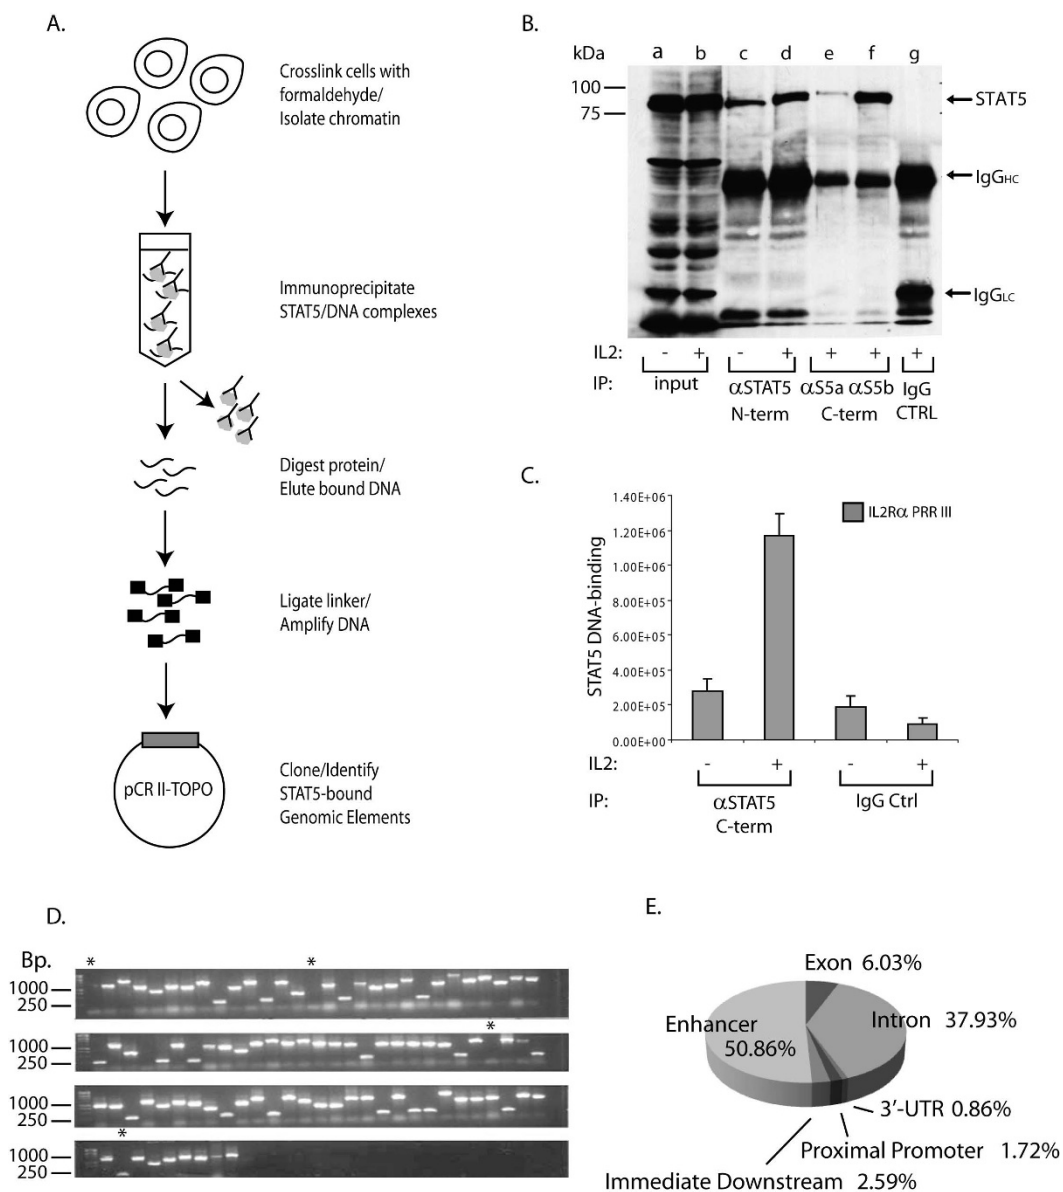 A.
Crosslink cells with
formaldehyde/
Isolate chromatin
Immunoprecipitate
STAT5/DNA complexes
Digest protein/
Elute bound DNA
Ligate linker/
Amplify DNA
pCR II-TOPO
Clone/Identify
STAT5-bound
Genomic Elements
B.
kDa a b c d e f g
100
75
STAT5
IgGHC
IgGLC
IL2: - + - + + + +
IP: input αSTAT5 αS5a αS5b IgG
N-term C-term CTRL
C.
STAT5 DNA-binding
1.40E+06
1.20E+06
1.00E+06
8.00E+05
6.00E+05
4.00E+05
2.00E+05
0.00E+00
IL2Rα PRR III
IL2: - + - +
IP: αSTAT5 IgG Ctrl
C-term
D.
Bp. * *
1000
250
*
1000
250
1000
250
*
1000
250
E.
Exon 6.03%
Intron 37.93%
Enhancer
50.86%
3'-UTR 0.86%
Proximal Promoter 1.72%
Immediate Downstream 2.59%